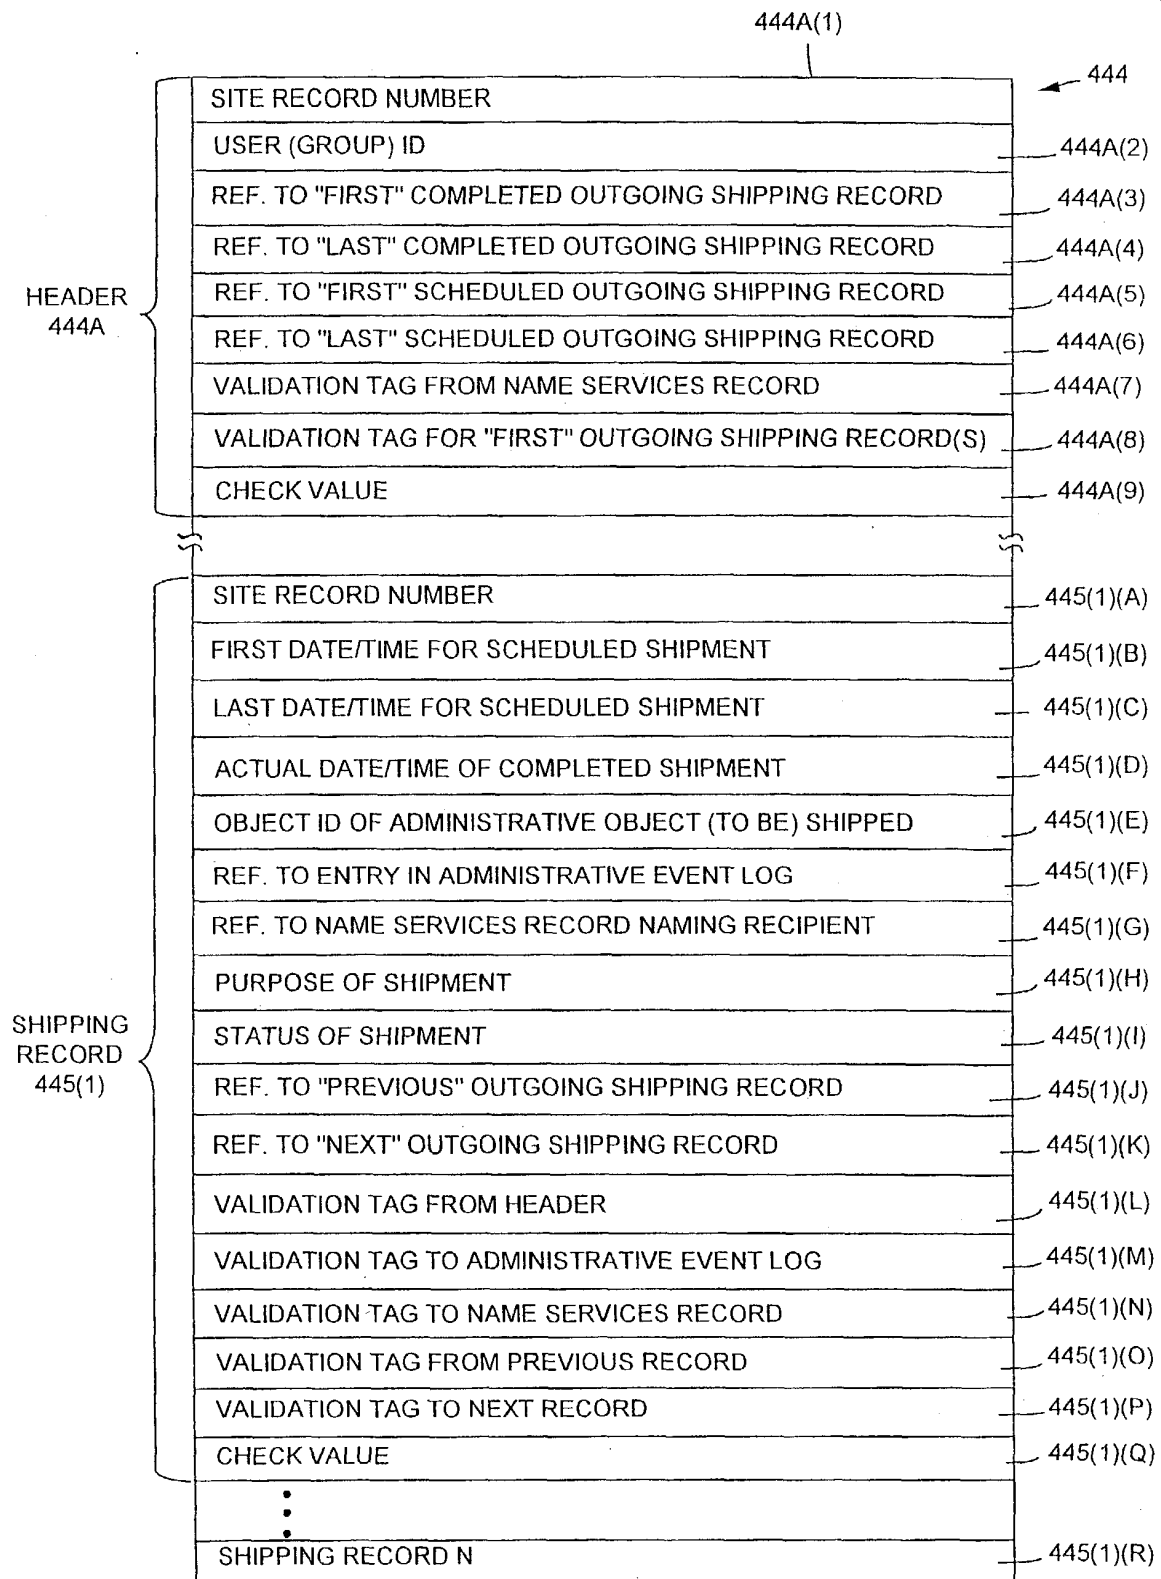 444A(1)
444
SITE RECORD NUMBER
USER (GROUP) ID 444A(2)
REF. TO "FIRST" COMPLETED OUTGOING SHIPPING RECORD 444A(3)
REF. TO "LAST" COMPLETED OUTGOING SHIPPING RECORD 444A(4)
REF. TO "FIRST" SCHEDULED OUTGOING SHIPPING RECORD 444A(5)
HEADER
444A
REF. TO "LAST" SCHEDULED OUTGOING SHIPPING RECORD 444A(6)
VALIDATION TAG FROM NAME SERVICES RECORD 444A(7)
VALIDATION TAG FOR "FIRST" OUTGOING SHIPPING RECORD(S) 444A(8)
CHECK VALUE 444A(9)
SITE RECORD NUMBER 445(1)(A)
FIRST DATE/TIME FOR SCHEDULED SHIPMENT 445(1)(B)
LAST DATE/TIME FOR SCHEDULED SHIPMENT 445(1)(C)
ACTUAL DATE/TIME OF COMPLETED SHIPMENT 445(1)(D)
OBJECT ID OF ADMINISTRATIVE OBJECT (TO BE) SHIPPED 445(1)(E)
REF. TO ENTRY IN ADMINISTRATIVE EVENT LOG 445(1)(F)
REF. TO NAME SERVICES RECORD NAMING RECIPIENT 445(1)(G)
PURPOSE OF SHIPMENT 445(1)(H)
SHIPPING
RECORD
445(1)
STATUS OF SHIPMENT 445(1)(I)
REF. TO "PREVIOUS" OUTGOING SHIPPING RECORD 445(1)(J)
REF. TO "NEXT" OUTGOING SHIPPING RECORD 445(1)(K)
VALIDATION TAG FROM HEADER 445(1)(L)
VALIDATION TAG TO ADMINISTRATIVE EVENT LOG 445(1)(M)
VALIDATION TAG TO NAME SERVICES RECORD 445(1)(N)
VALIDATION TAG FROM PREVIOUS RECORD 445(1)(O)
VALIDATION TAG TO NEXT RECORD 445(1)(P)
CHECK VALUE 445(1)(Q)
SHIPPING RECORD N 445(1)(R)